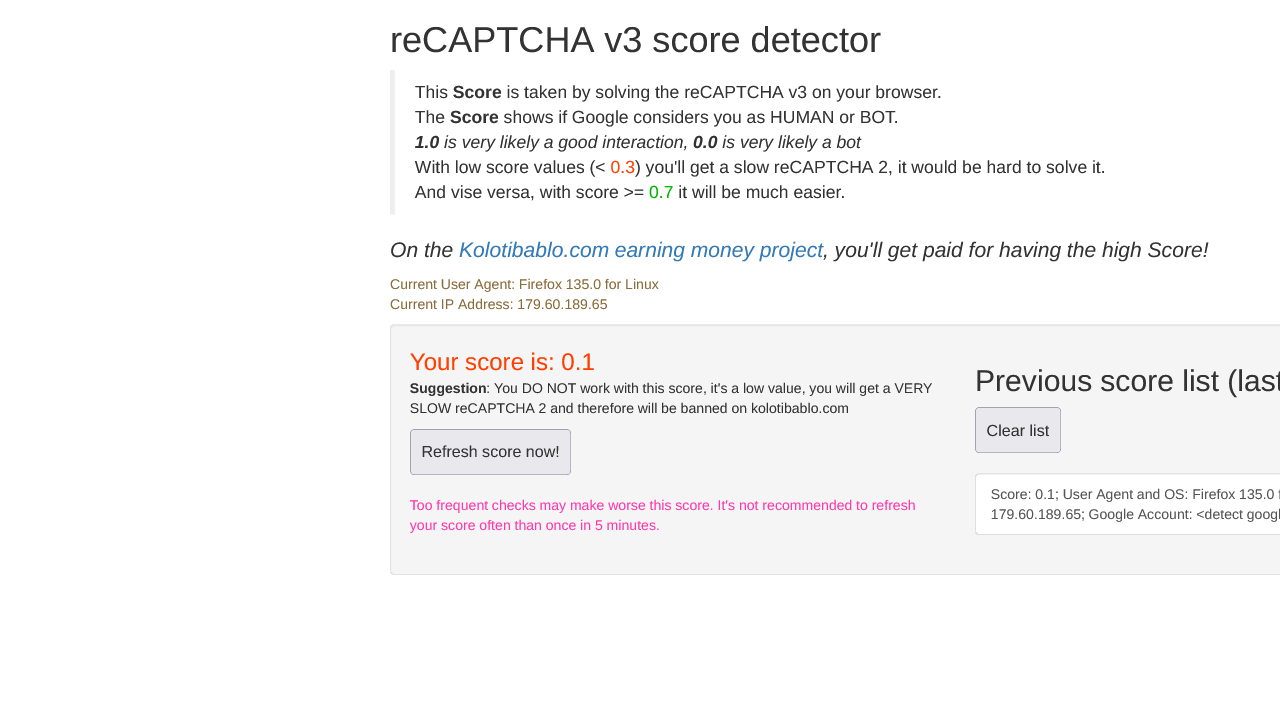 reCAPTCHA v3 score detector
This Score is taken by solving the reCAPTCHA v3 on your browser.
The Score shows if Google considers you as HUMAN or BOT.
1.0 is very likely a good interaction, 0.0 is very likely a bot
With low score values (< 0.3) you'll get a slow reCAPTCHA 2, it would be hard to solve it.
And vise versa, with score >= 0.7 it will be much easier.
On the Kolotibablo.com earning money project, you'll get paid for having the high Score!
Current User Agent: Firefox 135.0 for Linux
Current IP Address: 179.60.189.65
Your score is: 0.1
Suggestion: You DO NOT work with this score, it's a low value, you will get a VERY
SLOW reCAPTCHA 2 and therefore will be banned on kolotibablo.com
Refresh score now!
Too frequent checks may make worse this score. It's not recommended to refresh
your score often than once in 5 minutes.
Previous score list (last
Clear list
Score: 0.1; User Agent and OS: Firefox 135.0
179.60.189.65; Google Account: <detect